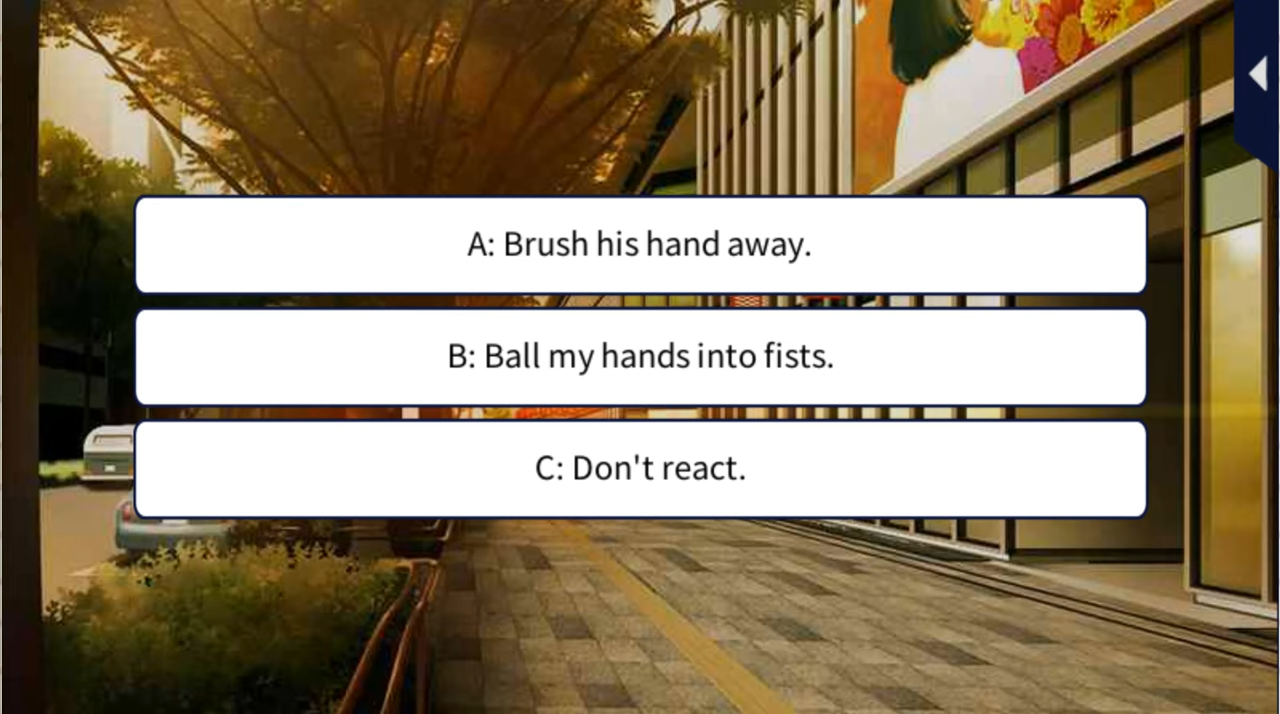 A: Brush his hand away.
B: Ball my hands into fists.
C: Don't react.